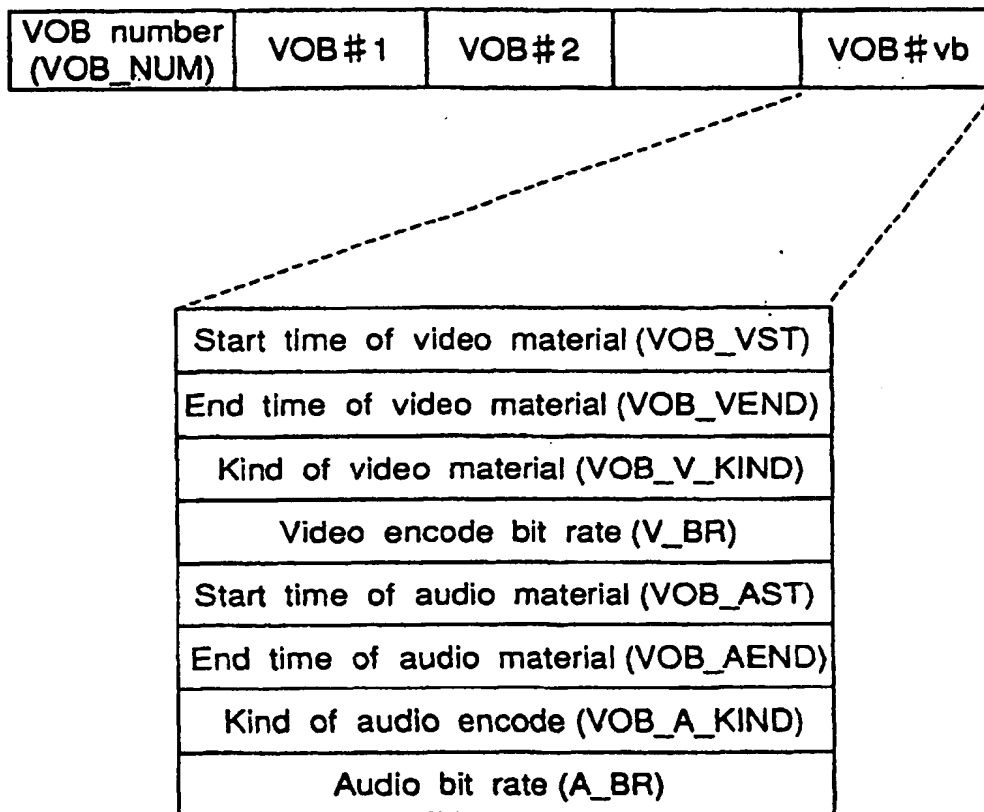 VOB number
(VOB_NUM)
VOB#1
VOB#2
VOB#vb
Start time of video material (VOB_VST)
End time of video material (VOB_VEND)
Kind of video material (VOB_V_KIND)
Video encode bit rate (V_BR)
Start time of audio material (VOB_AST)
End time of audio material (VOB_AEND)
Kind of audio encode (VOB_A_KIND)
Audio bit rate (A_BR)